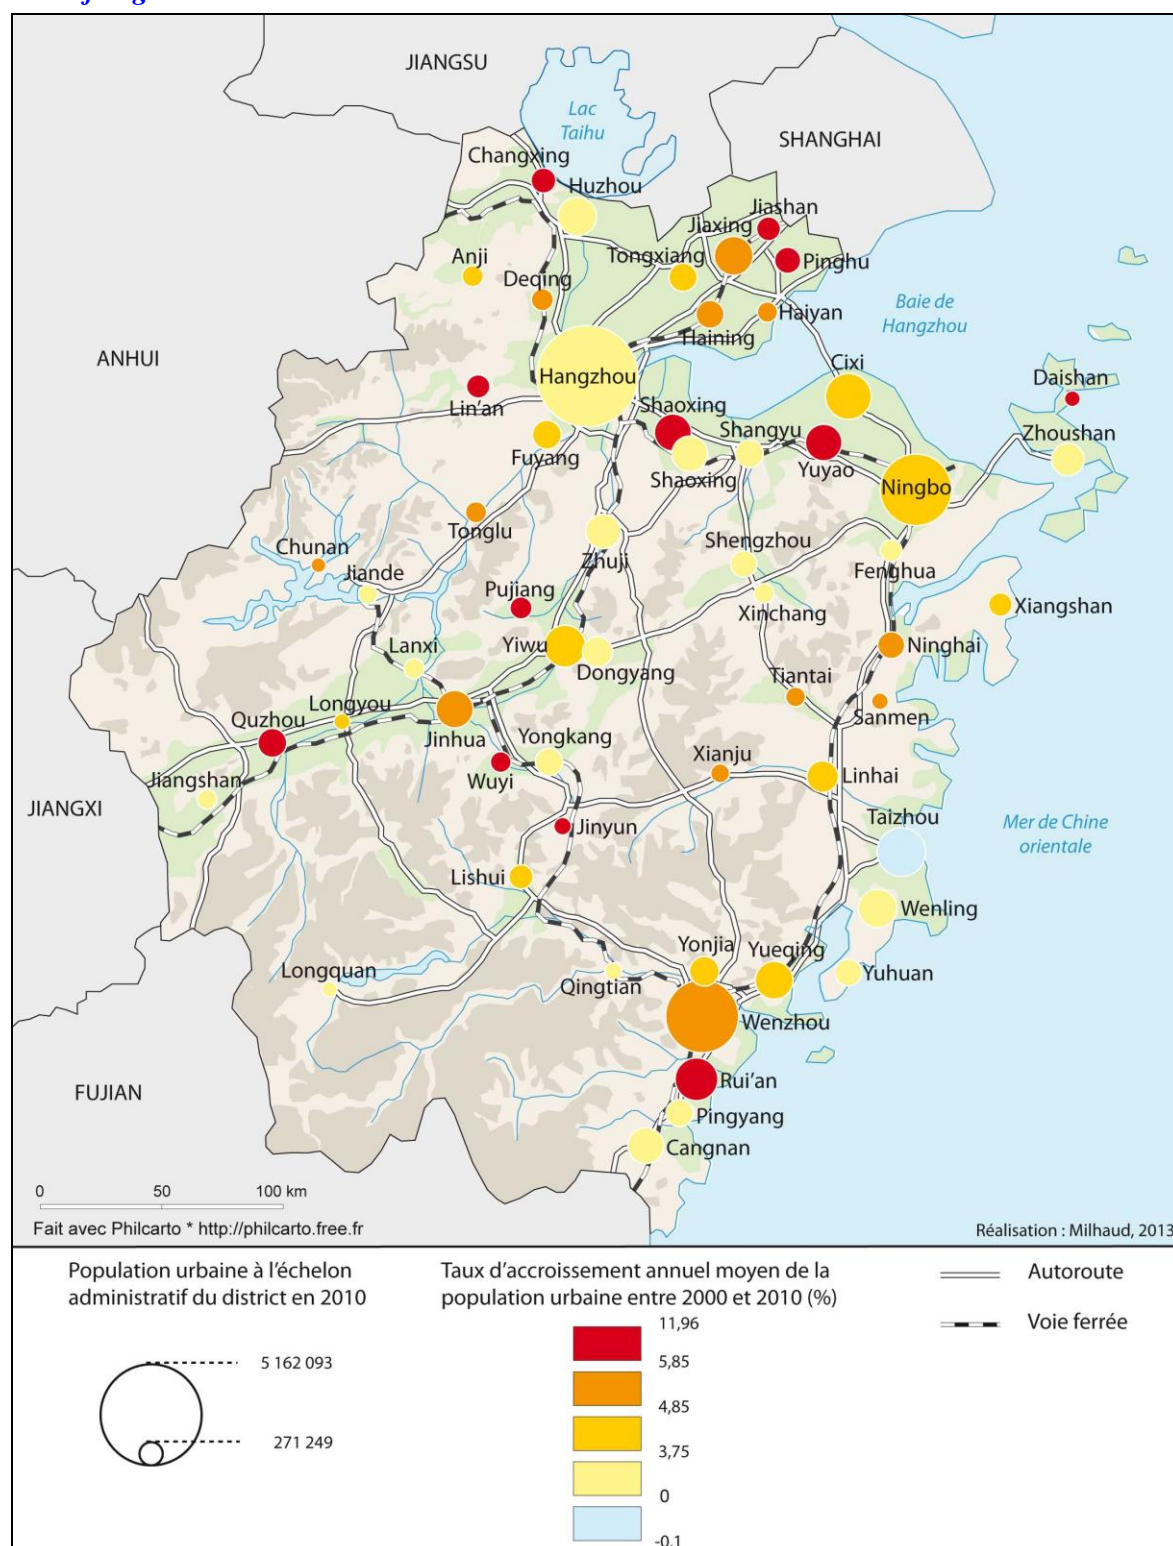 JIANGSU
Lac
Taihu
SHANGHAI
Changxing
Huzhou
Jiashan
Jiaxing
Anji
Tongxiang
Pinghu
Deqing
Haiyan
Baie de
Hangzhou
Haining
ANHUI
Hangzhou
Cixi
Daishan
Lin'an
Shaoxing
Shangyu
Zhoushan
Fuyang
Yuyao
Shaoxing
Ningbo
Tonglu
Chunan
Zhuji
Shengzhou
Fenghua
Jiande
Pujiang
Xinchang
Xiangshan
Lanxi
Yiwu
Ninghai
Dongyang
Tiantai
Longyou
Sanmen
Quzhou
Jinhua
Yongkang
Xianju
Wuyi
Linhai
Jiangshan
JIANGXI
Taizhou
Mer de Chine
orientale
Jinyun
Lishui
Wenling
Yonjia
Yueqing
Longquan
Qingtian
Yuhuan
Wenzhou
Rui'an
FUJIAN
Pingyang
Cangnan
0 50 100 km
Fait avec Philcarto * http://philcarto.free.fr
Réalisation : Milhaud, 2013
Population urbaine à l'échelon
administratif du district en 2010
5 162 093
271 249
Taux d'accroissement annuel moyen de la
population urbaine entre 2000 et 2010 (%)
11,96
5,85
4,85
3,75
0
-0,1
Autoroute
Voie ferrée